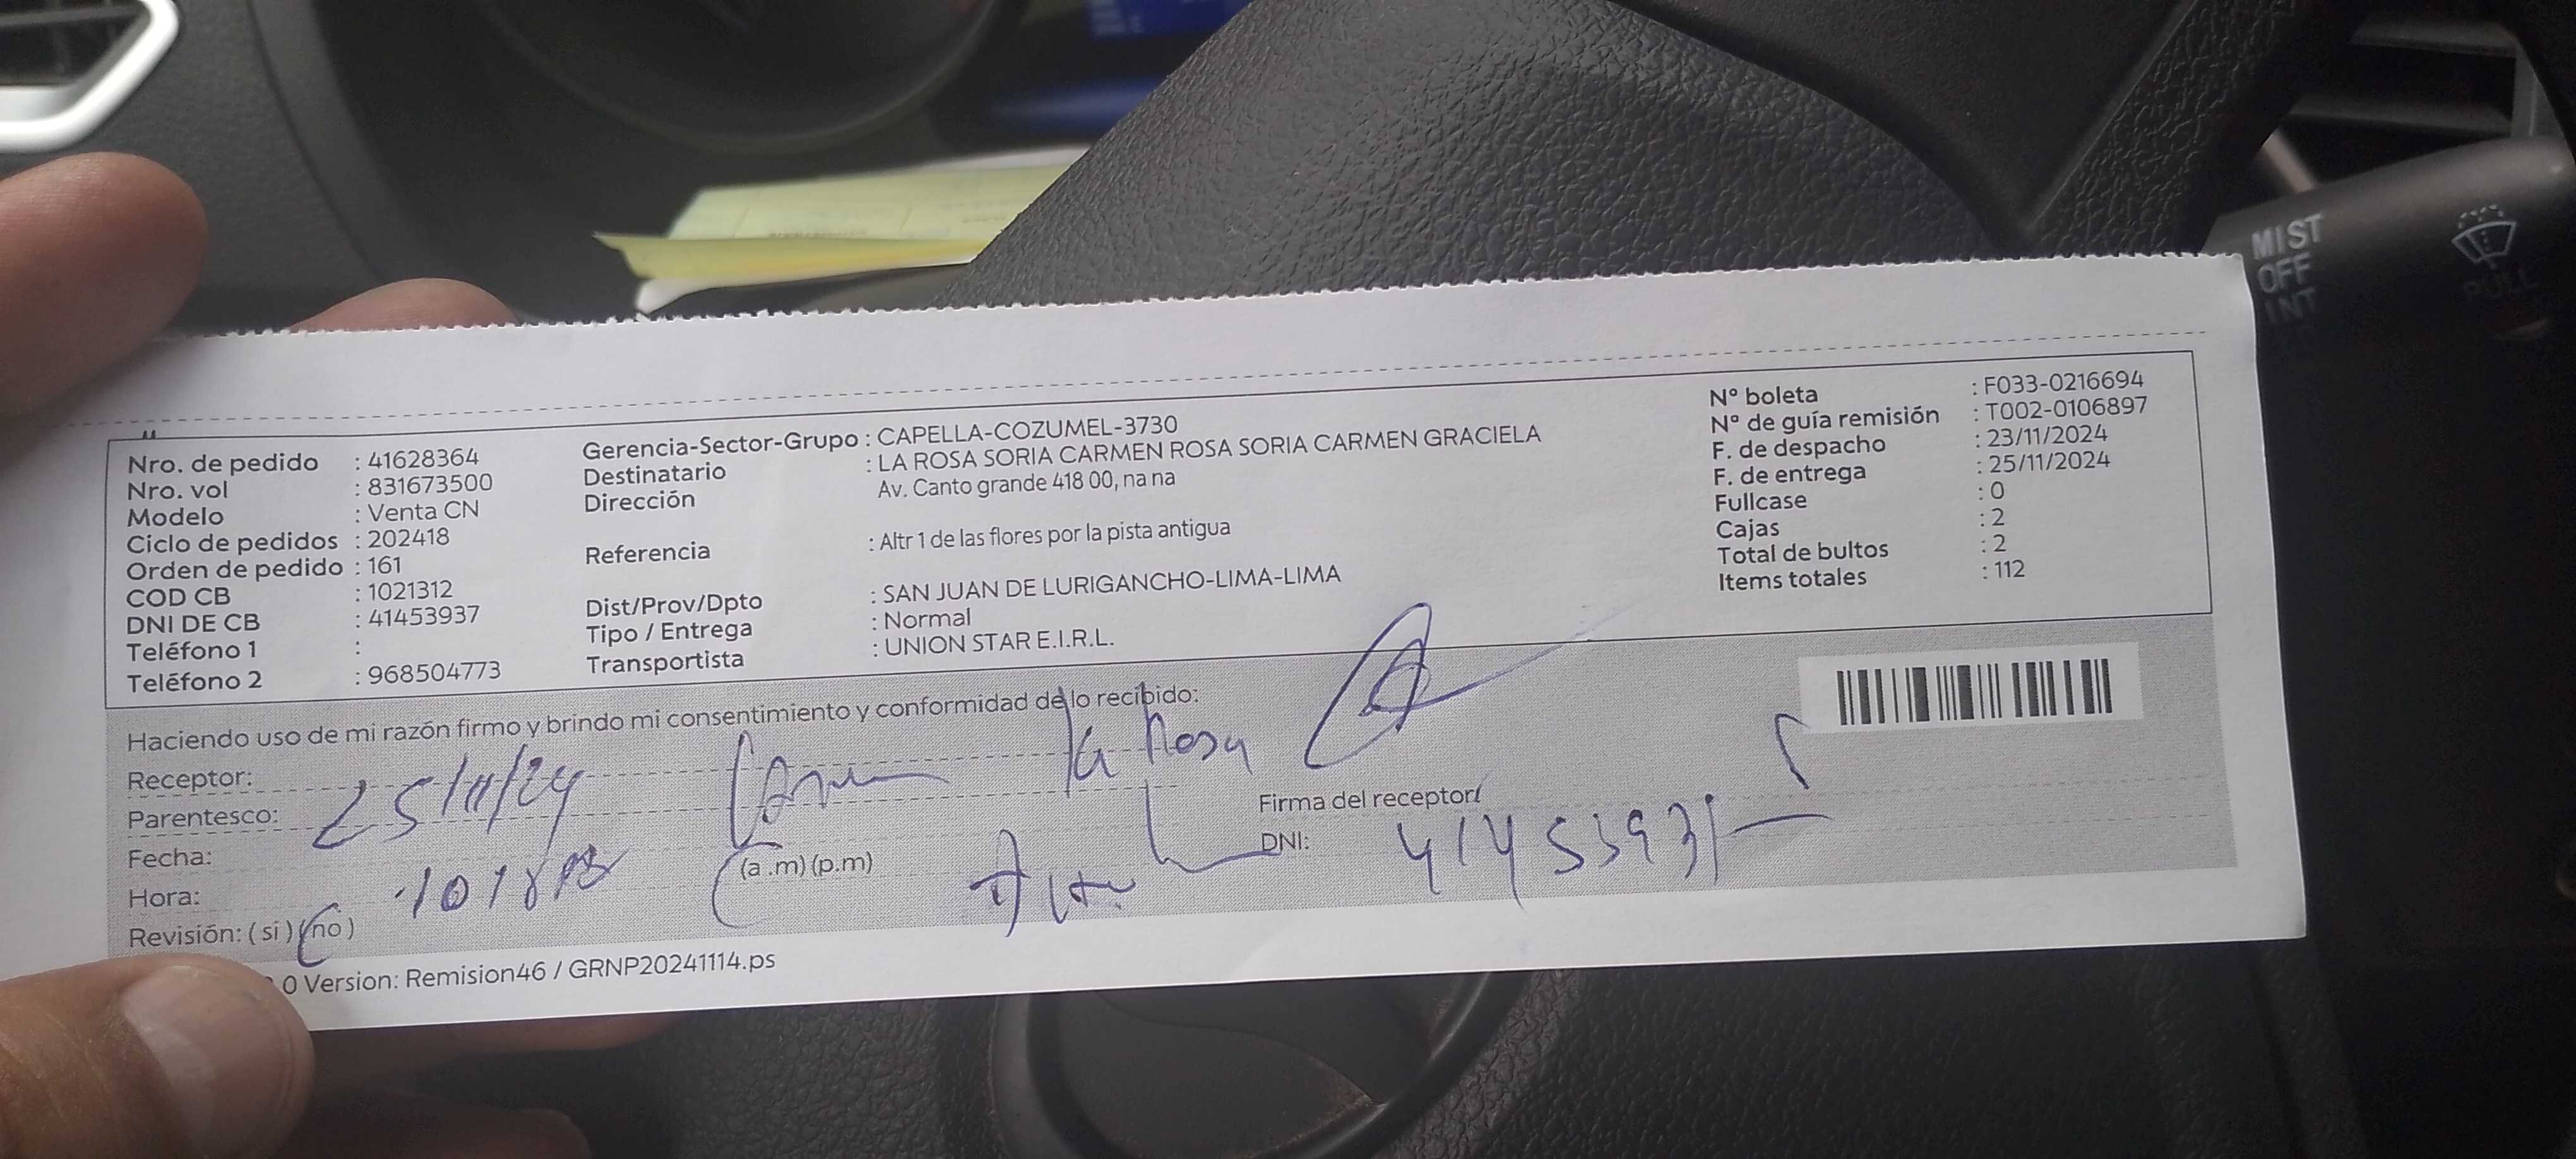 MIST
OFF
INT
PULL
Nro. de pedido : 41628364
Nro. vol : 831673500
Modelo : Venta CN
Ciclo de pedidos : 202418
Orden de pedido : 161
COD CB : 1021312
DNI DE CB : 41453937
Teléfono 1 :
Teléfono 2 : 968504773
Gerencia-Sector-Grupo : CAPELLA-COZUMEL-3730
Destinatario : LA ROSA SORIA CARMEN ROSA SORIA CARMEN GRACIELA
Dirección Av. Canto grande 418 00, na na
Referencia : Altr 1 de las flores por la pista antigua
Dist/Prov/Dpto : SAN JUAN DE LURIGANCHO-LIMA-LIMA
Tipo / Entrega : Normal
Transportista : UNION STAR E.I.R.L.
N° boleta : F033-0216694
N° de guía remisión : T002-0106897
F. de despacho : 23/11/2024
F. de entrega : 25/11/2024
Fullcase : 0
Cajas : 2
Total de bultos : 2
Items totales : 112
Haciendo uso de mi razón firmo y brindo mi consentimiento y conformidad de lo recibido:
Receptor: Carmen la Rosa
Parentesco:
Fecha: 25/11/24
Hora: (a .m) (p.m)
Revisión: ( si ) (no )
Firma del receptor
DNI: 41453937
0 Version: Remision46 / GRNP20241114.ps